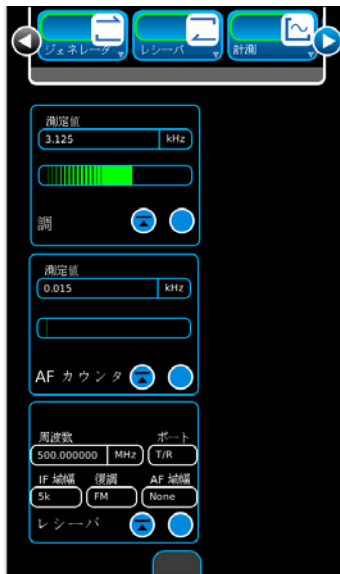 ジェネレータ レシーバ 計測
測定値
3.125 kHz
調
測定値
0.015 kHz
AF カウンタ
周波数 ポート
500.000000 MHz T/R
IF 域幅 復調 AF 域幅
5k FM None
レシーバ